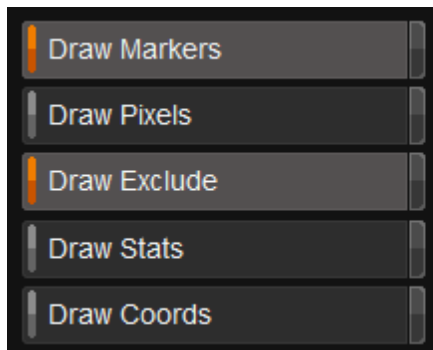 Draw Markers
Draw Pixels
Draw Exclude
Draw Stats
Draw Coords